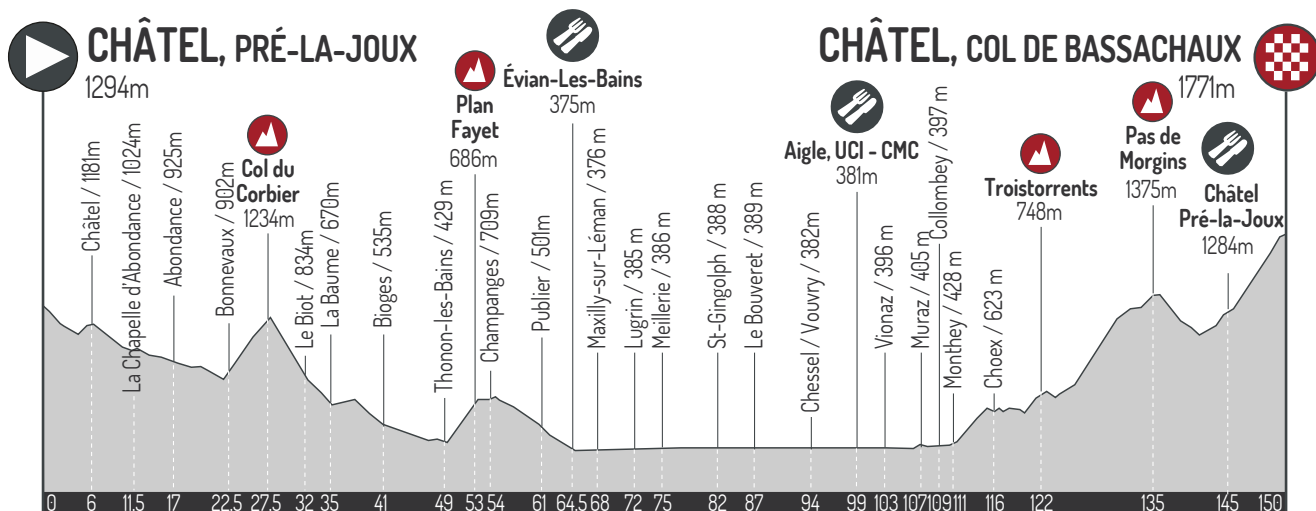 CHÂTEL, PRÉ-LA-JOUX
1294m
CHÂTEL, COL DE BASSACHAUX
1771m
Châtel / 1181m
La Chapelle d'Abondance / 1024m
Abondance / 925m
Bonnevaux / 902m
Col du
Corbier
1234m
Le Biot / 834m
La Baume / 670m
Bioges / 535m
Thonon-les-Bains / 429 m
Plan
Fayet
686m
Champanges / 709m
Publier / 501m
Évian-Les-Bains
375m
Maxilly-sur-Léman / 376 m
Lugrin / 385 m
Meillerie / 386 m
St-Gingolph / 388 m
Le Bouveret / 389 m
Chessel / Vouvry / 382m
Aigle, UCI - CMC
381m
Vionaz / 396 m
Muraz / 405 m
Collombey / 397 m
Monthey / 428 m
Choex / 623 m
Troistorrents
748m
Pas de
Morgins
1375m
Châtel
Pré-la-Joux
1284m
0 6 11,5 17 22,5 27,5 32 35 41 49 53 54 61 64,5 68 72 75 82 87 94 99 103 107 109 111 116 122 135 145 150